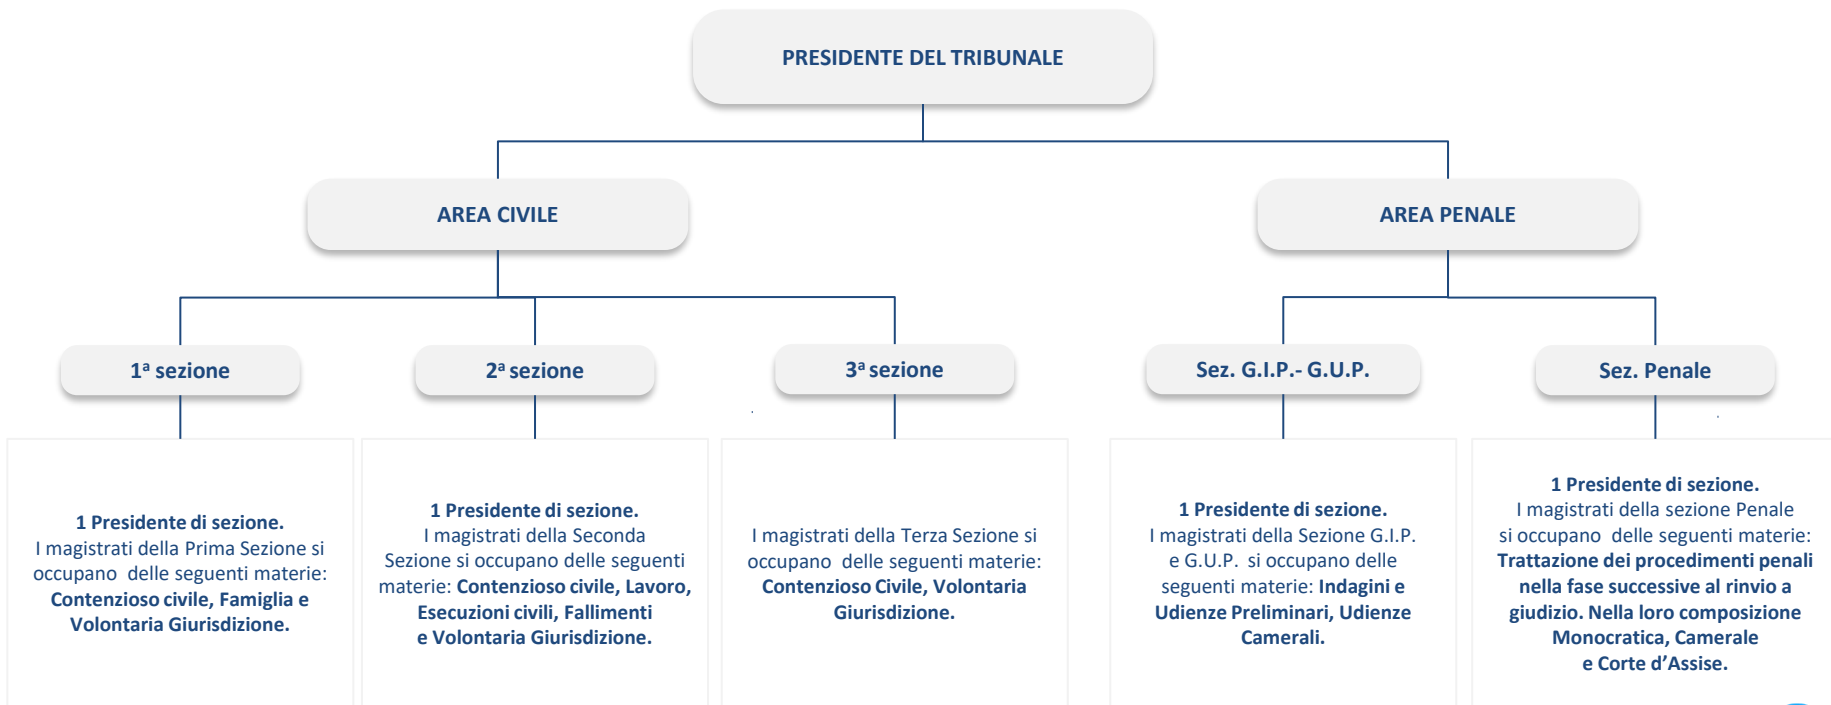 PRESIDENTE DEL TRIBUNALE
AREA CIVILE
AREA PENALE
1ª sezione
2ª sezione
3ª sezione
Sez. G.I.P.- G.U.P.
Sez. Penale
1 Presidente di sezione.
I magistrati della Prima Sezione si
occupano delle seguenti materie:
Contenzioso civile, Famiglia e
Volontaria Giurisdizione.
1 Presidente di sezione.
I magistrati della Seconda
Sezione si occupano delle seguenti
materie: Contenzioso civile, Lavoro,
Esecuzioni civili, Fallimenti
e Volontaria Giurisdizione.
I magistrati della Terza Sezione si
occupano delle seguenti materie:
Contenzioso Civile, Volontaria
Giurisdizione.
1 Presidente di sezione.
I magistrati della Sezione G.I.P.
e G.U.P. si occupano delle
seguenti materie: Indagini e
Udienze Preliminari, Udienze
Camerali.
1 Presidente di sezione.
I magistrati della sezione Penale
si occupano delle seguenti materie:
Trattazione dei procedimenti penali
nella fase successive al rinvio a
giudizio. Nella loro composizione
Monocratica, Camerale
e Corte d’Assise.